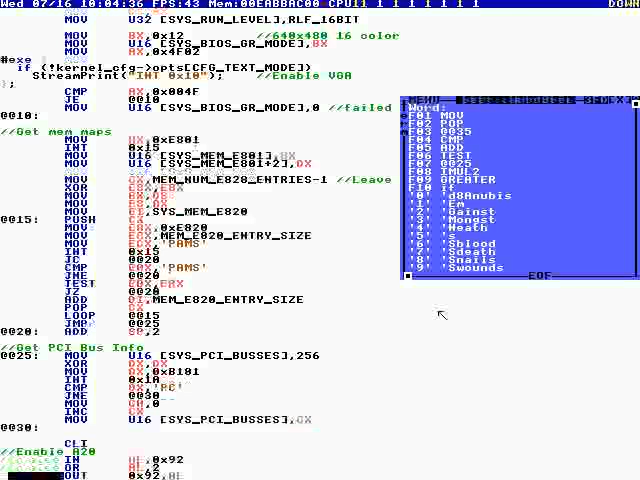 Wed 07/16 10:04:36 FPS:43 Mem:00EABBAC00 CPU11 1 1 1 1 1 1 1 DOWN
U32 [SYS_RUN_LEVEL],RLF_16BIT
MOV BX,0x12 //640x480 16 color
MOV U16 [SYS_BIOS_GR_MODE],BX
MOV AX,0x4F02
#exe {
if (!kernel_cfg->opts[CFG_TEXT_MODE])
StreamPrint("INT 0x10"); //Enable VGA
};
CMP AX,0x004F
JE @@10
MOV U16 [SYS_BIOS_GR_MODE],0 //failed
@@10:
//Get mem maps
MOV AX,0xE801
INT 0x15
MOV U16 [SYS_MEM_E801],AX
MOV U16 [SYS_MEM_E801+2],DX
MOV CX,MEM_NUM_E820_ENTRIES-1 //Leave
XOR EBX,EBX
MOV
MOV ES,DX
MOV DI,SYS_MEM_E820
@@15: PUSH CX
MOV EAX,0xE820
MOV ECX,MEM_E820_ENTRY_SIZE
MOV EDX,'PAMS'
INT 0x15
JC @@20
CMP EAX,'PAMS'
JNE @@20
TEST EBX,EBX
JZ @@20
ADD DI,MEM_E820_ENTRY_SIZE
POP CX
LOOP @@15
JMP @@25
@@20: ADD SP,2
//Get PCI Bus Info
@@25: MOV U16 [SYS_PCI_BUSSES],256
XOR DX,DX
MOV AX,0xB101
INT 0x1A
CMP DX,'PC'
JNE @@30
MOV CH,0
INC CX
MOV U16 [SYS_PCI_BUSSES],CX
@@30:
CLI
//Enable A20
IN AL,0x92
OR AL,2
OUT 0x92,AL
MENU
Word:
F01 MOV
F02 POP
F03 @@35
F04 CMP
F05 ADD
F06 TEST
F07 @@25
F08 IMUL2
F09 GREATER
F10 if
'0' 'd8Anubis
'1' 'Em
'2' 'Gainst
'3' 'Mongst
'4' 'Neath
'5' 's
'6' 'Sblood
'7' 'Sdeath
'8' 'Snails
'9' 'Swounds
EOF